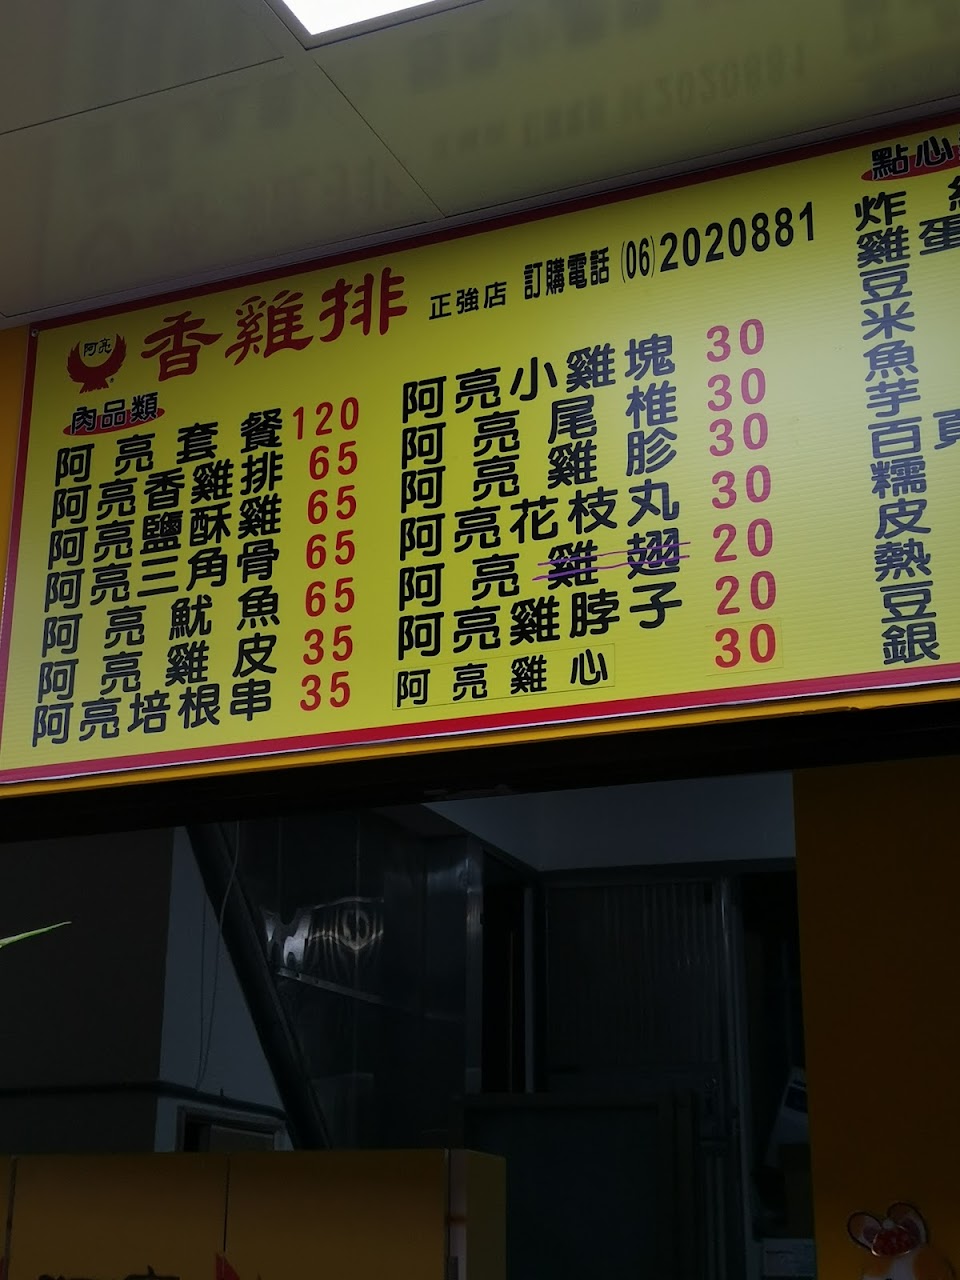 阿亮
香雞排 正強店 訂購電話 (06)2020881
肉品類
阿亮套餐 120
阿亮香雞排 65
阿亮鹽酥雞 65
阿亮三角骨 65
阿亮魷魚 65
阿亮雞皮 35
阿亮培根串 35
阿亮小雞塊 30
阿亮尾椎 30
阿亮雞胗 30
阿亮花枝丸 30
阿亮雞翅 20
阿亮雞脖子 20
阿亮雞心 30
點心
炸
雞蛋
豆
米
魚
芋
百頁
糯
皮
熱
豆
銀